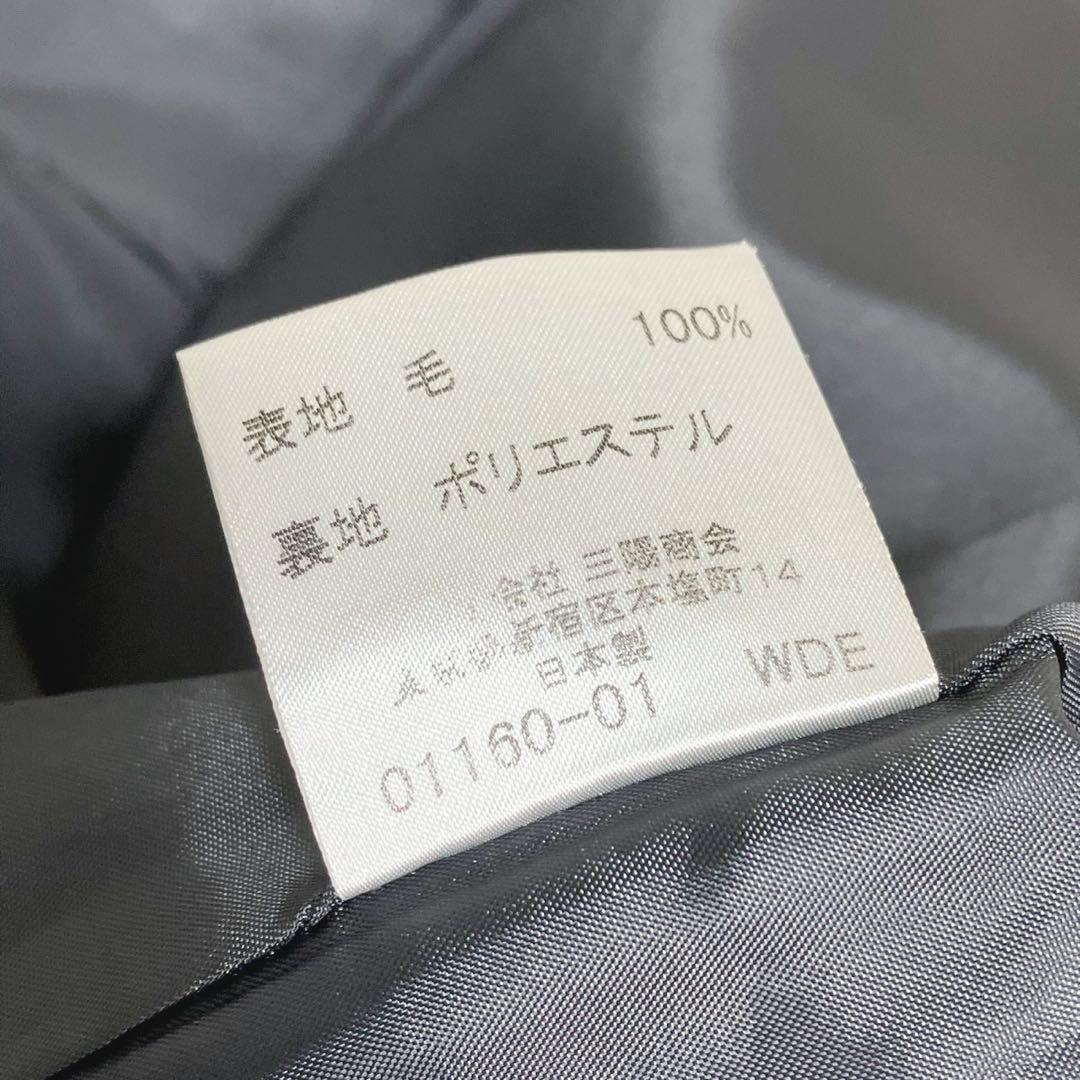 表地 毛 100%
裏地 ポリエステル
会社 三陽商会
新宿区本塩町14
日本製
01160-01 WDE